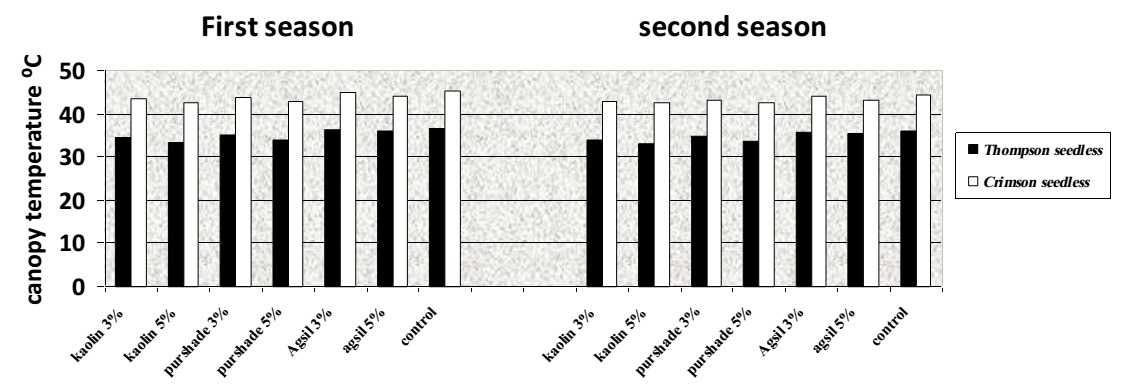 First season
second season
canopy temperature ⁰C
50
40
30
20
10
0
kaolin 3%
kaolin 5%
purshade 3%
purshade 5%
Agsil 3%
agsil 5%
control
kaolin 3%
kaolin 5%
purshade 3%
purshade 5%
Agsil 3%
agsil 5%
control
Thompson seedless
Crimson seedless